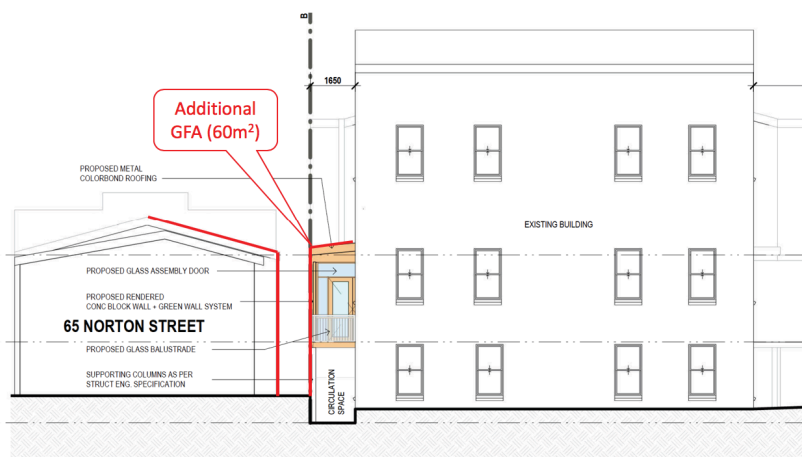 B
1650
Additional
GFA (60m²)
PROPOSED METAL
COLORBOND ROOFING
EXISTING BUILDING
PROPOSED GLASS ASSEMBLY DOOR
PROPOSED RENDERED
CONC BLOCK WALL + GREEN WALL SYSTEM
65 NORTON STREET
PROPOSED GLASS BALUSTRADE
SUPPORTING COLUMNS AS PER
STRUCT ENG. SPECIFICATION
CIRCULATION
SPACE